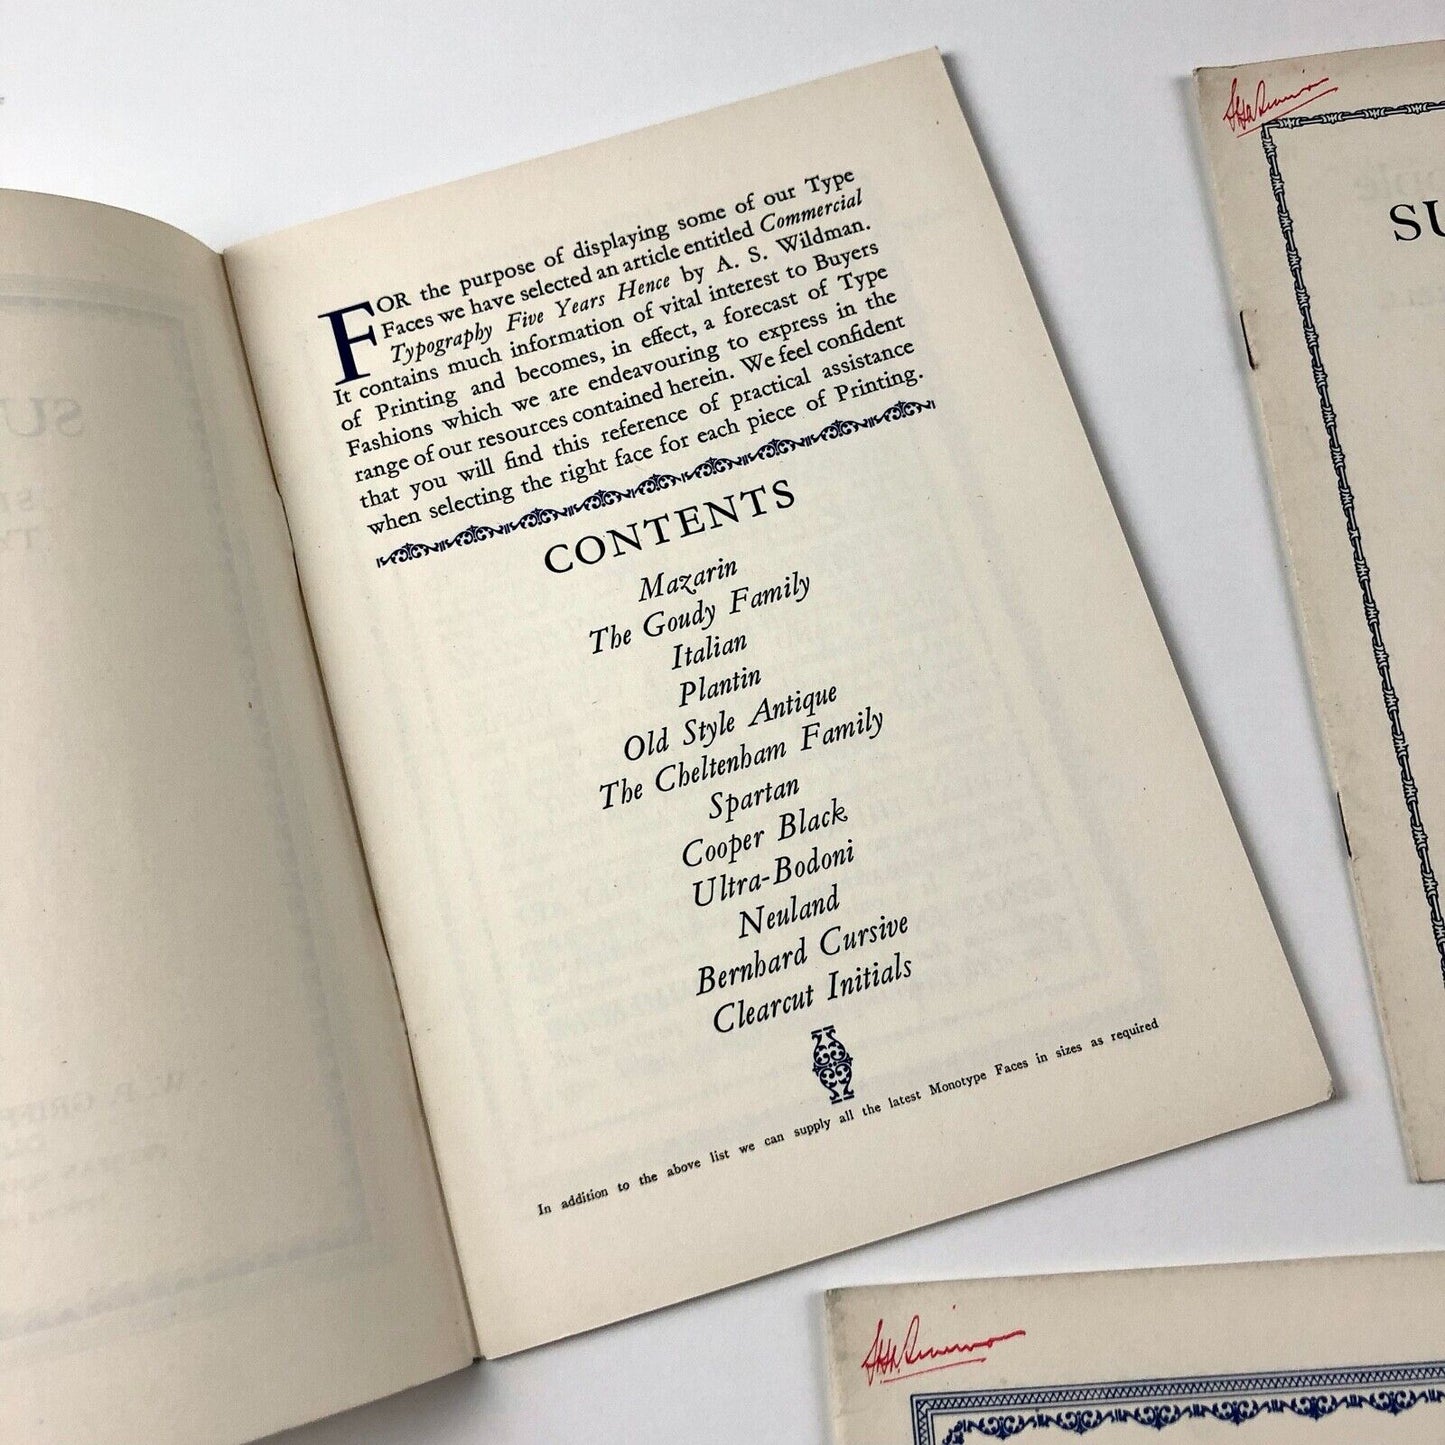 FOR the purpose of displaying some of our Type
Faces we have selected an article entitled Commercial
Typography Five Years Hence by A. S. Wildman.
It contains much information of vital interest to Buyers
of Printing and becomes, in effect, a forecast of Type
Fashions which we are endeavouring to express in the
range of our resources contained herein. We feel confident
that you will find this reference of practical assistance
when selecting the right face for each piece of Printing.
CONTENTS
Mazarin
The Goudy Family
Italian
Plantin
Old Style Antique
The Cheltenham Family
Spartan
Cooper Black
Ultra-Bodoni
Neuland
Bernhard Cursive
Clearcut Initials
In addition to the above list we can supply all the latest Monotype Faces in sizes as required
SU